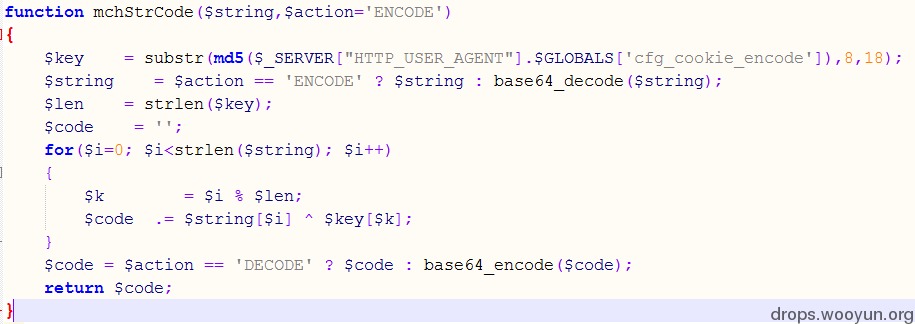 function mchStrCode($string,$action='ENCODE')
{
    $key    = substr(md5($_SERVER["HTTP_USER_AGENT"].$GLOBALS['cfg_cookie_encode']),8,18);
    $string    = $action == 'ENCODE' ? $string : base64_decode($string);
    $len    = strlen($key);
    $code    = '';
    for($i=0; $i<strlen($string); $i++)
    {
        $k        = $i % $len;
        $code  .= $string[$i] ^ $key[$k];
    }
    $code = $action == 'DECODE' ? $code : base64_encode($code);
    return $code;
}
drops.wooyun.org